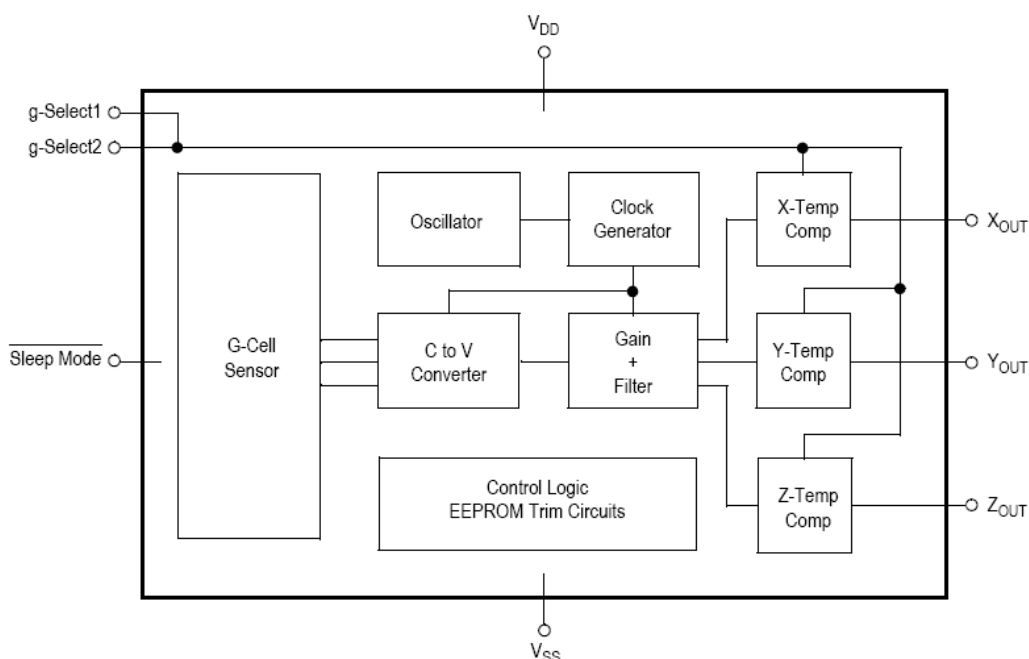 VDD
g-Select1
g-Select2
Oscillator
Clock
Generator
X-Temp
Comp
XOUT
Sleep Mode
G-Cell
Sensor
C to V
Converter
Gain
+
Filter
Y-Temp
Comp
YOUT
Control Logic
EEPROM Trim Circuits
Z-Temp
Comp
ZOUT
VSS